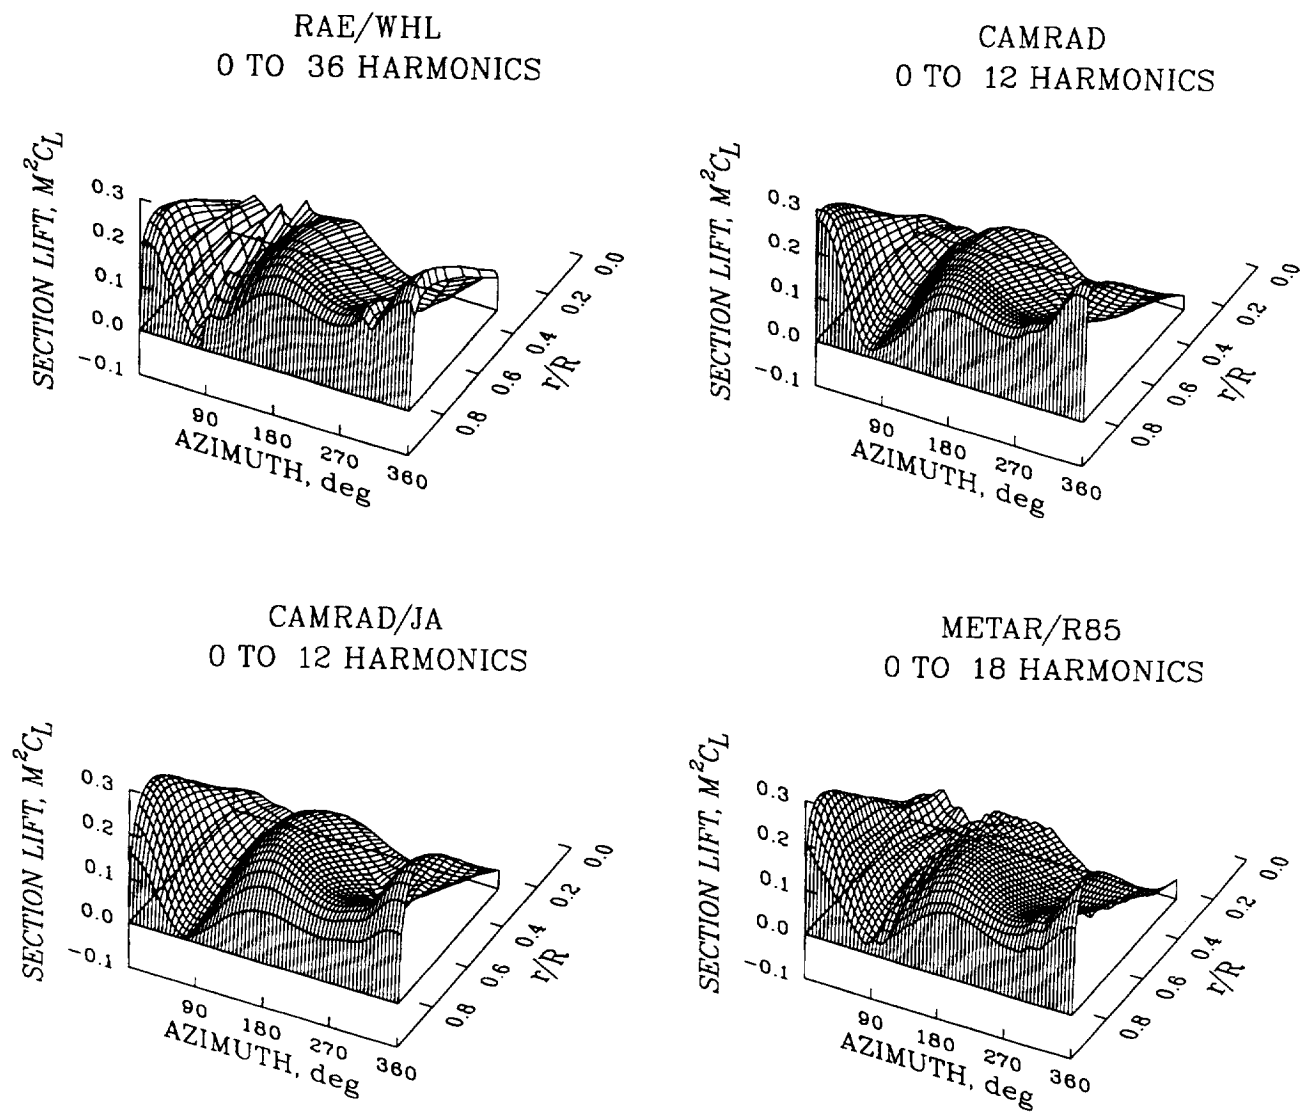 RAE/WHL
0 TO 36 HARMONICS
SECTION LIFT, M²C_L
0.3
0.2
0.1
0.0
-0.1
90
180
270
360
AZIMUTH, deg
0.0
0.2
0.4
0.6
0.8
r/R
CAMRAD
0 TO 12 HARMONICS
SECTION LIFT, M²C_L
0.3
0.2
0.1
0.0
-0.1
90
180
270
360
AZIMUTH, deg
0.0
0.2
0.4
0.6
0.8
r/R
CAMRAD/JA
0 TO 12 HARMONICS
SECTION LIFT, M²C_L
0.3
0.2
0.1
0.0
-0.1
90
180
270
360
AZIMUTH, deg
0.0
0.2
0.4
0.6
0.8
r/R
METAR/R85
0 TO 18 HARMONICS
SECTION LIFT, M²C_L
0.3
0.2
0.1
0.0
-0.1
90
180
270
360
AZIMUTH, deg
0.0
0.2
0.4
0.6
0.8
r/R